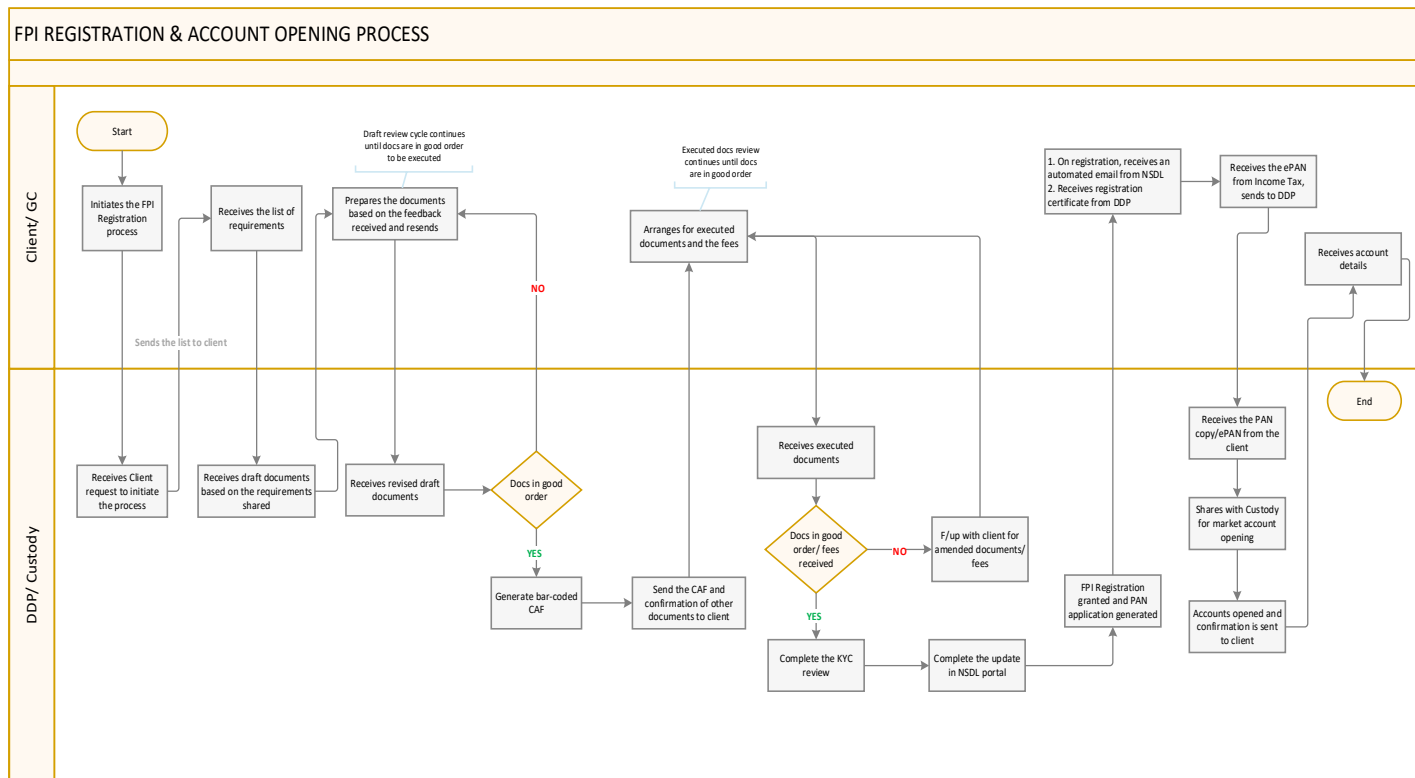 FPI REGISTRATION & ACCOUNT OPENING PROCESS
Client/ GC
Start
Initiates the FPI
Registration
process
Receives the list of
requirements
Draft review cycle continues
until docs are in good order
to be executed
Prepares the documents
based on the feedback
received and resends
NO
Sends the list to client
Executed docs review
continues until docs
are in good order
Arranges for executed
documents and the fees
1. On registration, receives an
automated email from NSDL
2. Receives registration
certificate from DDP
Receives the ePAN
from Income Tax,
sends to DDP
Receives account
details
DDP/ Custody
Receives Client
request to initiate
the process
Receives draft documents
based on the requirements
shared
Receives revised draft
documents
Docs in good
order
YES
Generate bar-coded
CAF
Send the CAF and
confirmation of other
documents to client
Receives executed
documents
Docs in good
order/ fees
received
NO
F/up with client for
amended documents/
fees
YES
Complete the KYC
review
Complete the update
in NSDL portal
FPI Registration
granted and PAN
application generated
Receives the PAN
copy/ePAN from the
client
Shares with Custody
for market account
opening
Accounts opened and
confirmation is sent
to client
End